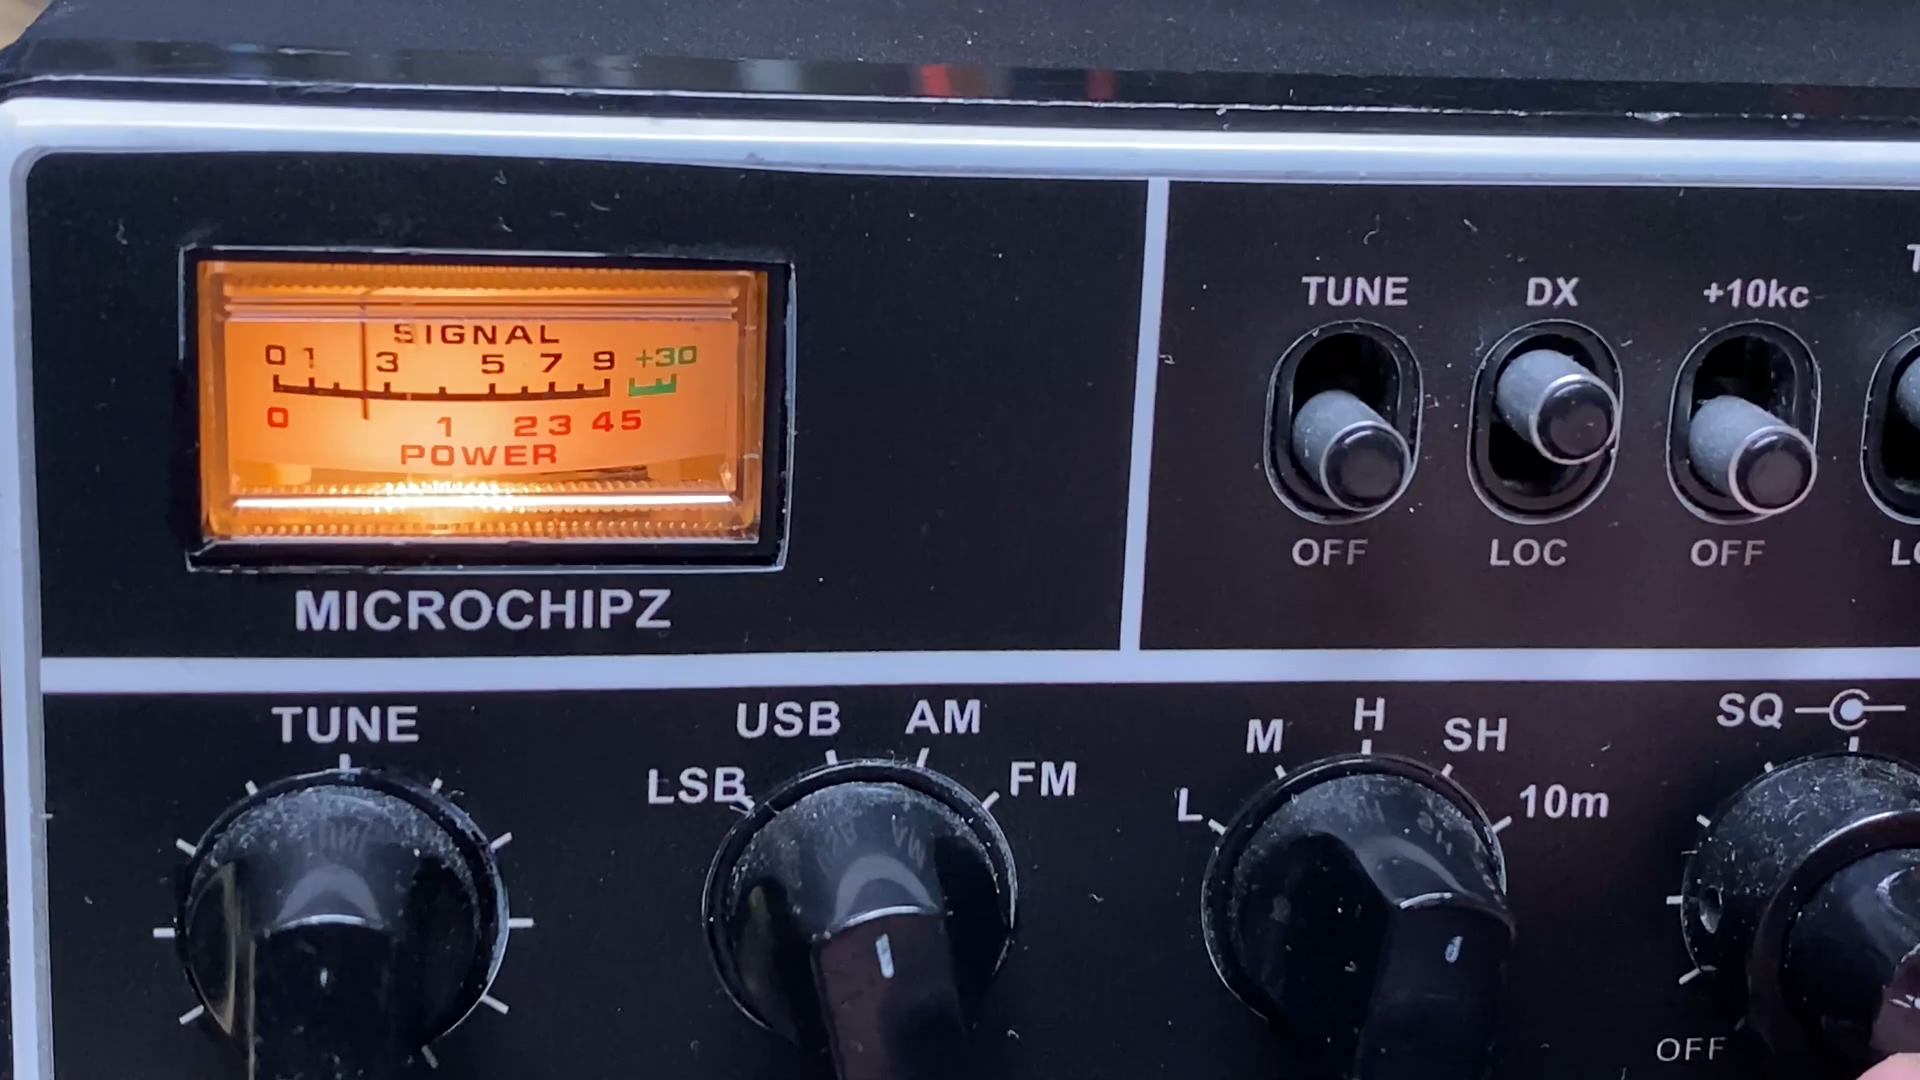 SIGNAL
0 1 3 5 7 9 +30
0 1 2 3 4 5
POWER
MICROCHIPZ
TUNE DX +10kc
OFF LOC OFF
TUNE
LSB USB AM FM
L M H SH 10m
SQ
OFF